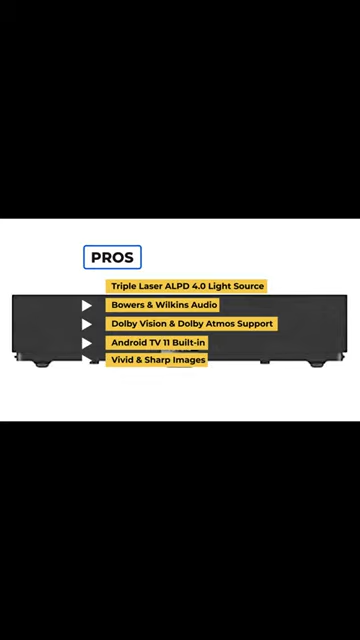 PROS
Triple Laser ALPD 4.0 Light Source
Bowers & Wilkins Audio
Dolby Vision & Dolby Atmos Support
Android TV 11 Built-in
Vivid & Sharp Images